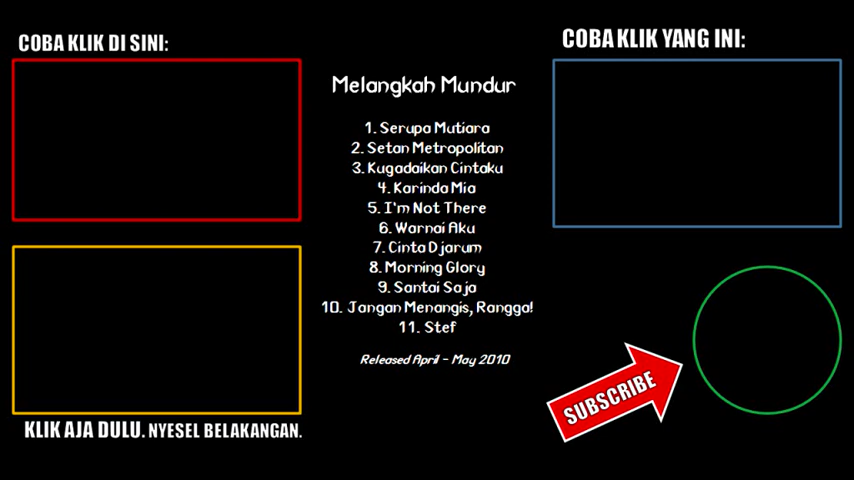 COBA KLIK DI SINI:
COBA KLIK YANG INI:
Melangkah Mundur
1. Serupa Mutiara
2. Setan Metropolitan
3. Kugadaikan Cintaku
4. Karinda Mia
5. I'm Not There
6. Warnai Aku
7. Cinta Djarum
8. Morning Glory
9. Santai Saja
10. Jangan Menangis, Rangga!
11. Stef
Released April - May 2010
SUBSCRIBE
KLIK AJA DULU. NYESEL BELAKANGAN.